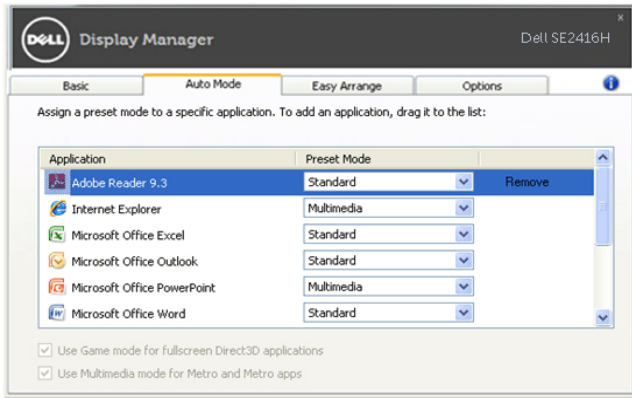 DELL Display Manager
Dell SE2416H
Basic Auto Mode Easy Arrange Options
Assign a preset mode to a specific application. To add an application, drag it to the list:
Application Preset Mode
Adobe Reader 9.3 Standard Remove
Internet Explorer Multimedia
Microsoft Office Excel Standard
Microsoft Office Outlook Standard
Microsoft Office PowerPoint Multimedia
Microsoft Office Word Standard
Use Game mode for fullscreen Direct3D applications
Use Multimedia mode for Metro and Metro apps